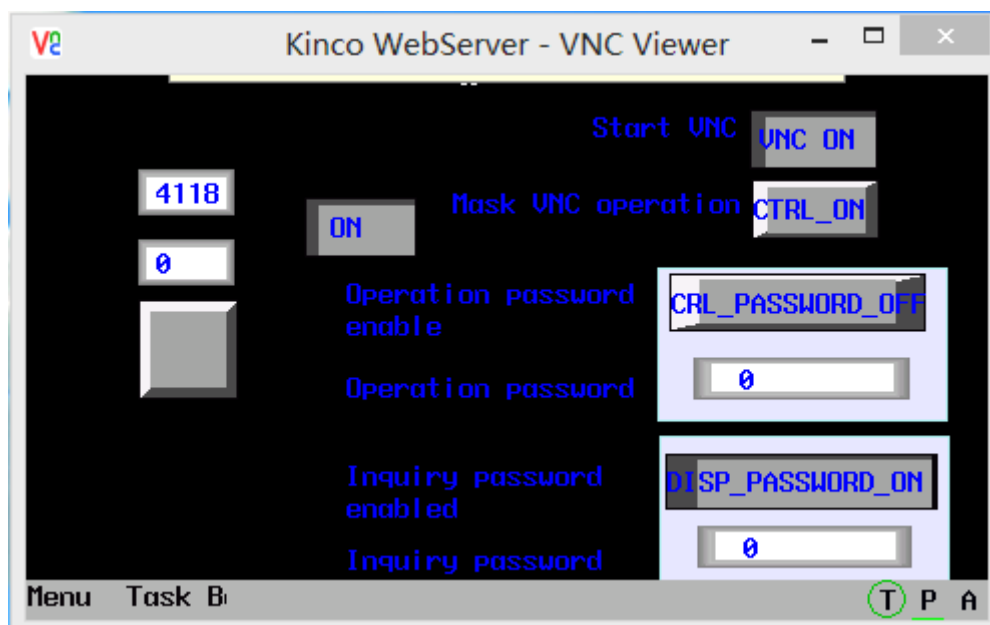 Kinco WebServer - VNC Viewer
Start VNC
VNC ON
4118
Mask VNC operation
CTRL_ON
ON
0
Operation password
enable
CRL_PASSWORD_OFF
Operation password
0
Inquiry password
enabled
DISP_PASSWORD_ON
Inquiry password
0
Menu
Task B
T
P
A